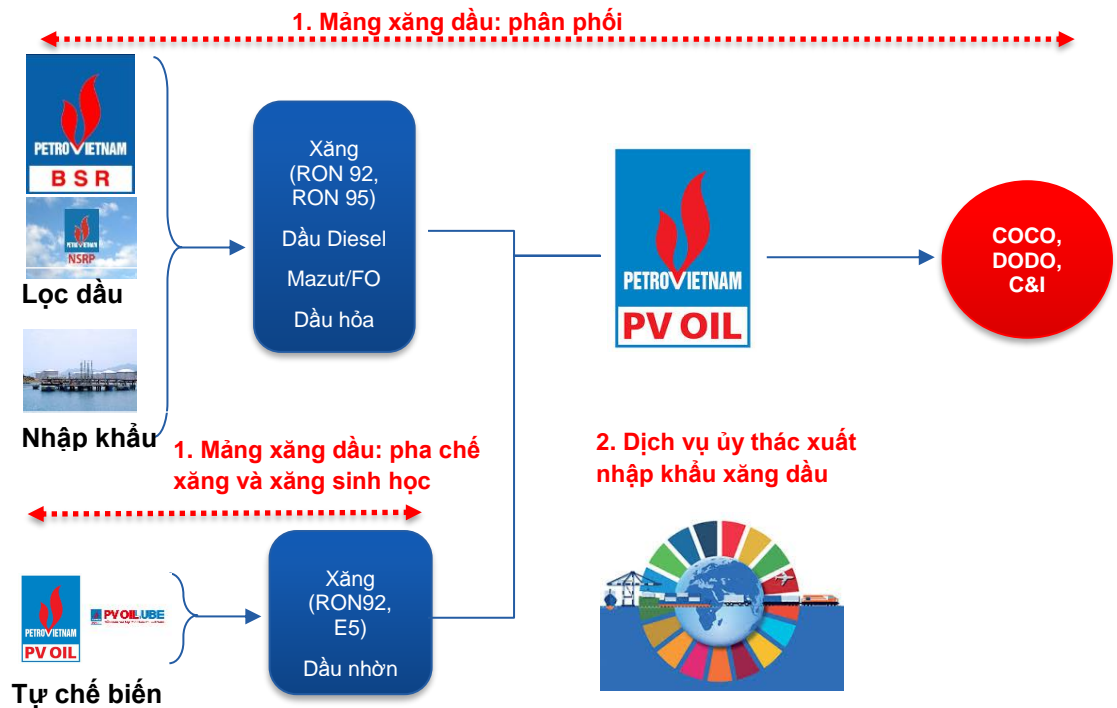 1. Mảng xăng dầu: phân phối
PETROVIETNAM
BSR
PETROVIETNAM
NSRP
Lọc dầu
Nhập khẩu
Xăng
(RON 92,
RON 95)
Dầu Diesel
Mazut/FO
Dầu hỏa
PETROVIETNAM
PV OIL
COCO,
DODO,
C&I
1. Mảng xăng dầu: pha chế
xăng và xăng sinh học
2. Dịch vụ ủy thác xuất
nhập khẩu xăng dầu
PETROVIETNAM
PV OIL
PVOIL LUBE
Tự chế biến
Xăng
(RON92,
E5)
Dầu nhờn